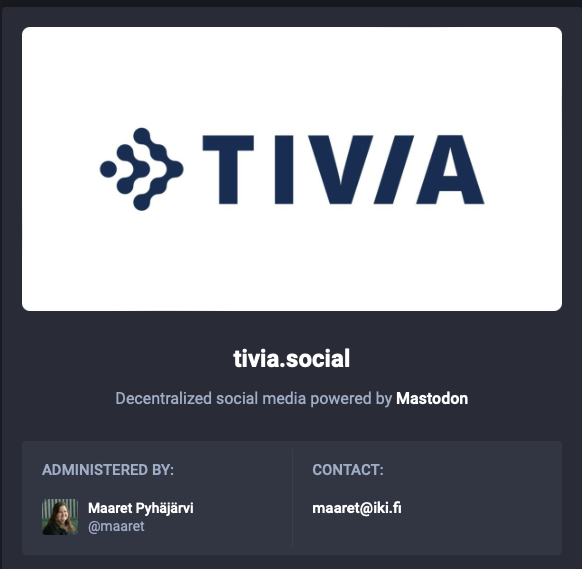 TIVIA
tivia.social
Decentralized social media powered by Mastodon
ADMINISTERED BY:
Maaret Pyhäjärvi
@maaret
CONTACT:
maaret@iki.fi